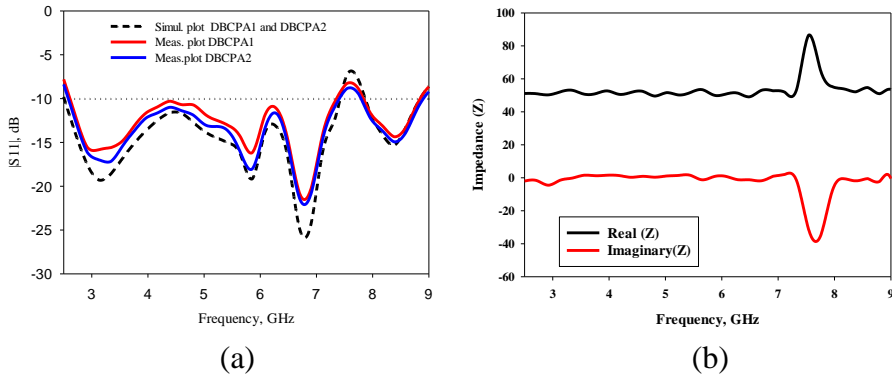 Simul. plot DBCPA1 and DBCPA2
Meas. plot DBCPA1
Meas.plot DBCPA2
|S11|, dB
0
-5
-10
-15
-20
-25
-30
3 4 5 6 7 8 9
Frequency, GHz
(a)
Impedance (Z)
100
80
60
40
20
0
-20
-40
-60
Real (Z)
Imaginary(Z)
3 4 5 6 7 8 9
Frequency, GHz
(b)